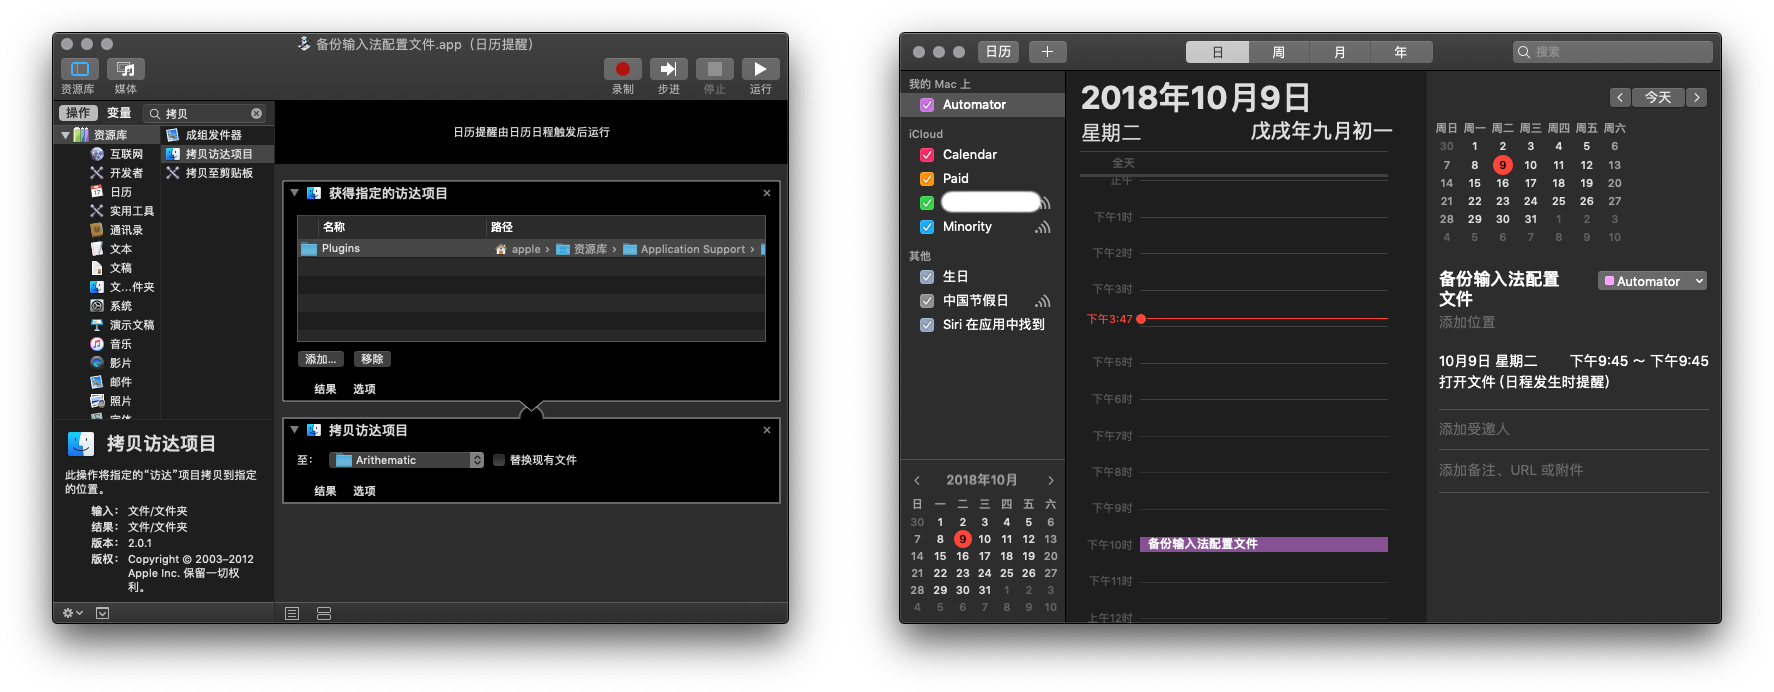 备份输入法配置文件.app（日历提醒）
资源库
媒体
录制
步进
停止
运行
操作
变量
拷贝
资源库
互联网
开发者
日历
实用工具
通讯录
文本
文稿
文…件夹
系统
演示文稿
音乐
影片
邮件
照片
字体
成组发件器
拷贝访达项目
拷贝至剪贴板
拷贝访达项目
此操作将指定的“访达”项目拷贝到指定
的位置。
输入： 文件/文件夹
结果： 文件/文件夹
版本： 2.0.1
版权： Copyright © 2003–2012
Apple Inc. 保留一切权
利。
日历提醒由日历日程触发后运行
获得指定的访达项目
名称 路径
Plugins apple › 资源库 › Application Support ›
添加... 移除
结果 选项
拷贝访达项目
至： Arithematic 替换现有文件
结果 选项
日历
日 周 月 年
搜索
我的 Mac 上
Automator
iCloud
Calendar
Paid
Minority
其他
生日
中国节假日
Siri 在应用中找到
2018年10月
日 一 二 三 四 五 六
30 1 2 3 4 5 6
7 8 9 10 11 12 13
14 15 16 17 18 19 20
21 22 23 24 25 26 27
28 29 30 31 1 2 3
4 5 6 7 8 9 10
2018年10月9日
星期二 戊戌年九月初一
全天
正午
下午1时
下午2时
下午3时
下午3:47
下午5时
下午6时
下午7时
下午8时
下午9时
下午10时 备份输入法配置文件
下午11时
上午12时
今天
周日 周一 周二 周三 周四 周五 周六
30 1 2 3 4 5 6
7 8 9 10 11 12 13
14 15 16 17 18 19 20
21 22 23 24 25 26 27
28 29 30 31 1 2 3
4 5 6 7 8 9 10
备份输入法配置
文件
Automator
添加位置
10月9日 星期二 下午9:45 ～ 下午9:45
打开文件 (日程发生时提醒)
添加受邀人
添加备注、URL 或附件